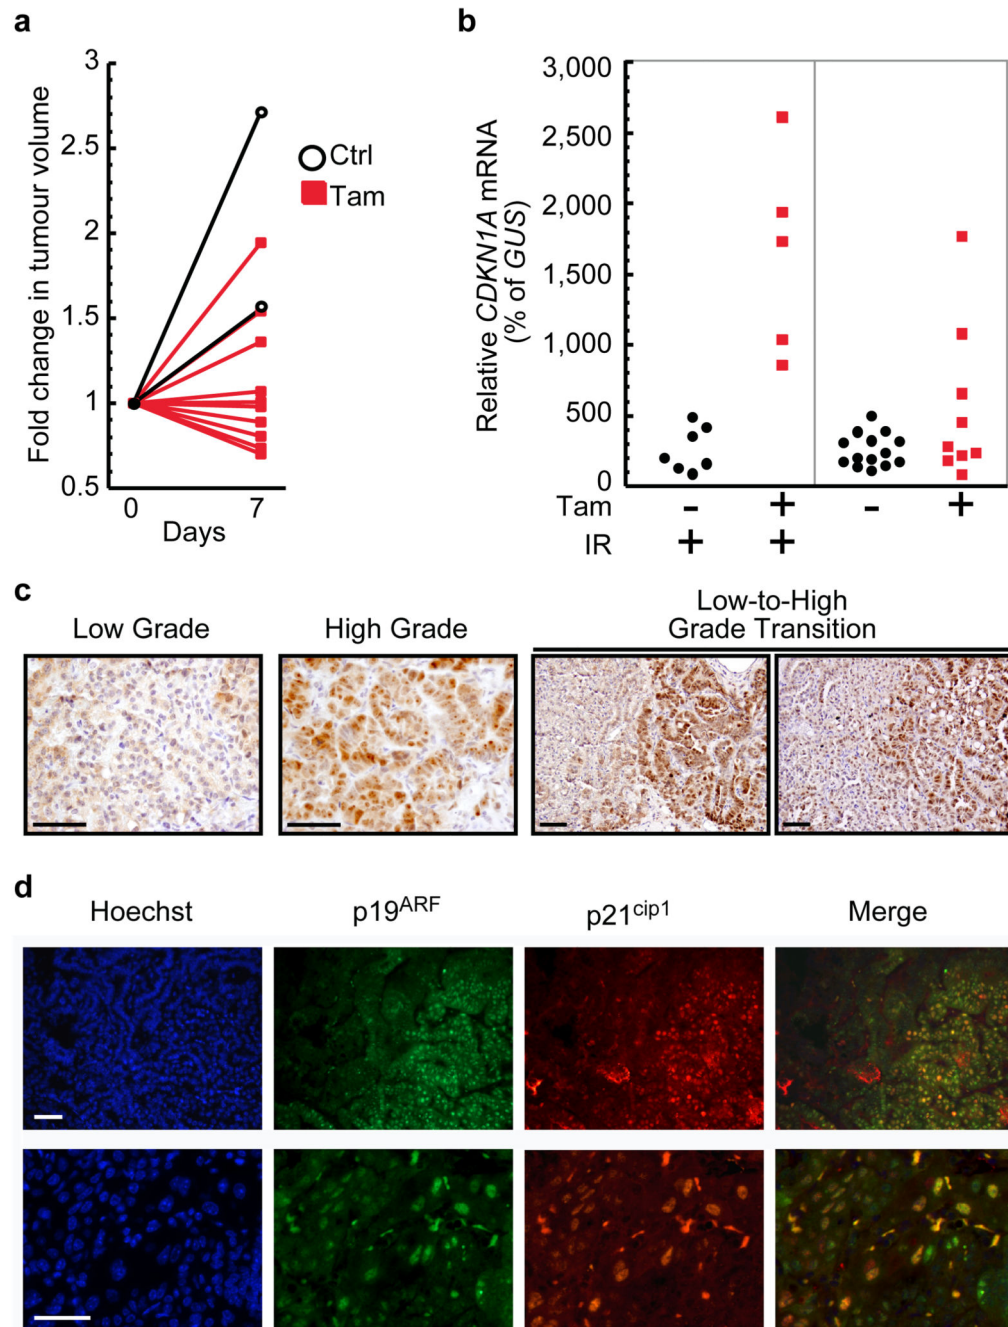 a
3
2.5
2
1.5
1
0.5
Fold change in tumour volume
0 7
Days
Ctrl
Tam
b
3,000
2,500
2,000
1,500
1,000
500
0
Relative CDKN1A mRNA
(% of GUS)
Tam - + - +
IR + +
c
Low Grade
High Grade
Low-to-High
Grade Transition
d
Hoechst
p19ARF
p21cip1
Merge